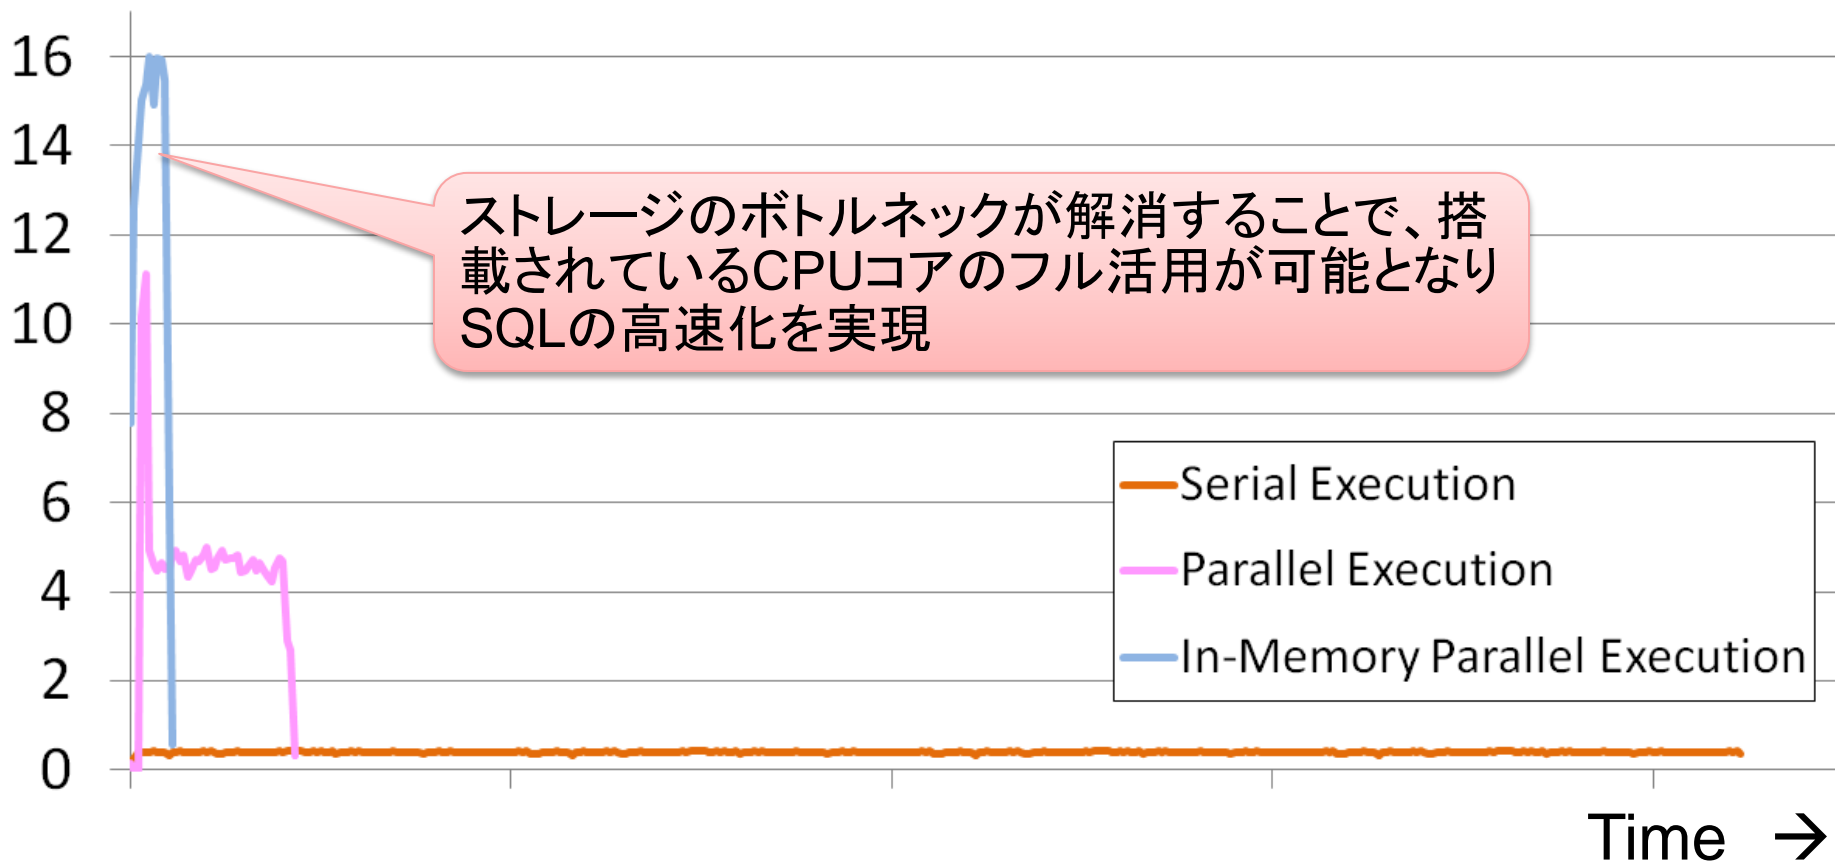 16
14
12
10
8
6
4
2
0
ストレージのボトルネックが解消することで、搭
載されているCPUコアのフル活用が可能となり
SQLの高速化を実現
Serial Execution
Parallel Execution
In-Memory Parallel Execution
Time →